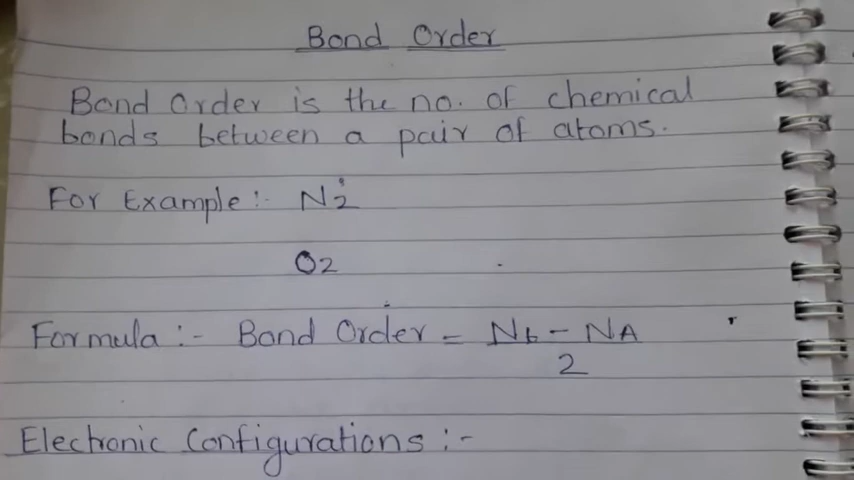 Bond Order
Bond Order is the no. of chemical
bonds between a pair of atoms.
For Example :- N2
O2
Formula :- Bond Order = Nb - NA
2
Electronic Configurations :-